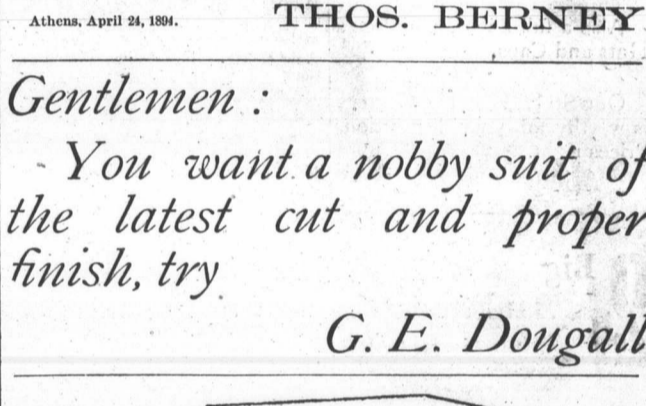 Athens, April 24, 1894.
THOS. BERNEY
Gentlemen :
You want a nobby suit of
the latest cut and proper
finish, try
G. E. Dougall